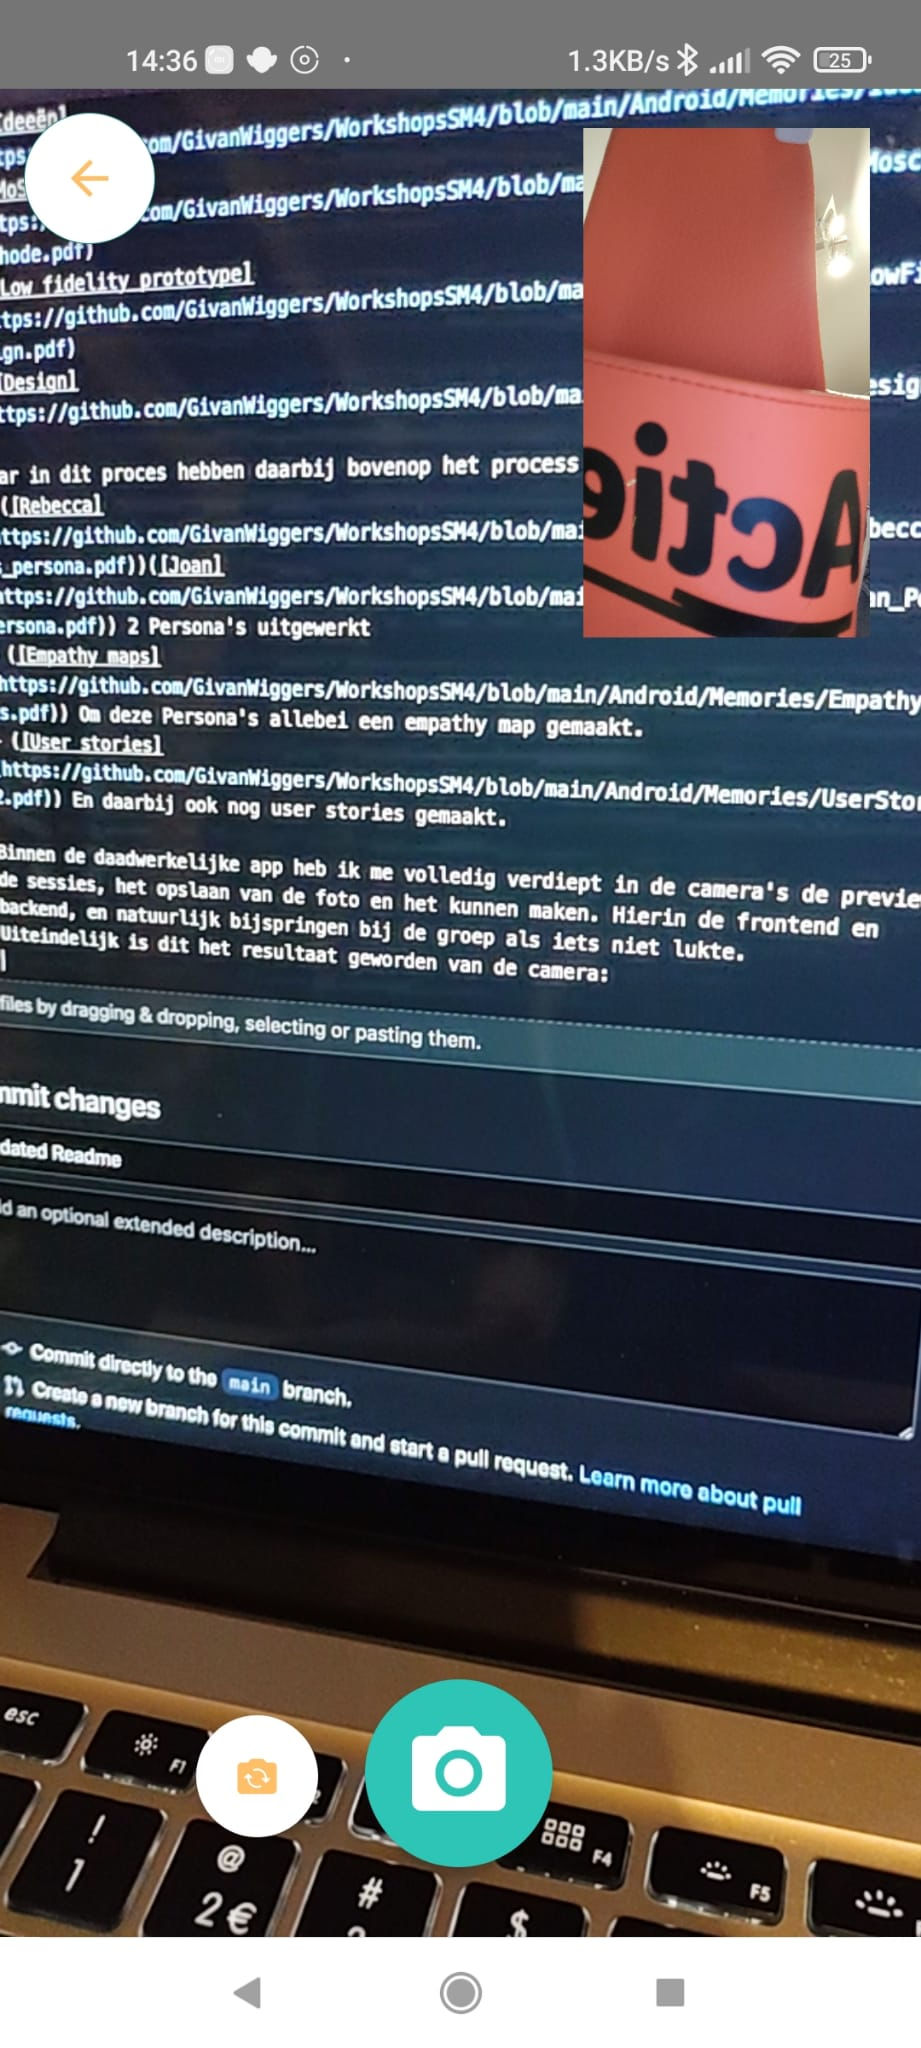 14:36 1.3KB/s 25
[deeën]
om/GivanWiggers/WorkshopsSM4/blob/main/Android/Memories/
com/GivanWiggers/WorkshopsSM4/blob/ma Mosc
hode.pdf)
Low fidelity prototype]
tps://github.com/GivanWiggers/WorkshopsSM4/blob/ma owFi
gn.pdf)
[Design]
ttps://github.com/GivanWiggers/WorkshopsSM4/blob/ma esig
ar in dit proces hebben daarbij bovenop het process
([Rebecca]
ttps://github.com/GivanWiggers/WorkshopsSM4/blob/mai becc
s_persona.pdf))([Joan]
ttps://github.com/GivanWiggers/WorkshopsSM4/blob/mai an_Pe
ersona.pdf)) 2 Persona's uitgewerkt
([Empathy maps]
https://github.com/GivanWiggers/WorkshopsSM4/blob/main/Android/Memories/Empathy
s.pdf)) Om deze Persona's allebei een empathy map gemaakt.
- ([User stories]
https://github.com/GivanWiggers/WorkshopsSM4/blob/main/Android/Memories/UserStor
2.pdf)) En daarbij ook nog user stories gemaakt.
Binnen de daadwerkelijke app heb ik me volledig verdiept in de camera's de previe
de sessies, het opslaan van de foto en het kunnen maken. Hierin de frontend en
backend, en natuurlijk bijspringen bij de groep als iets niet lukte.
Uiteindelijk is dit het resultaat geworden van de camera:
files by dragging & dropping, selecting or pasting them.
mmit changes
dated Readme
d an optional extended description...
Commit directly to the main branch.
Create a new branch for this commit and start a pull request. Learn more about pull
requests.
Actie
esc
F1
F4
F5
!
1
@
2 €
#
$